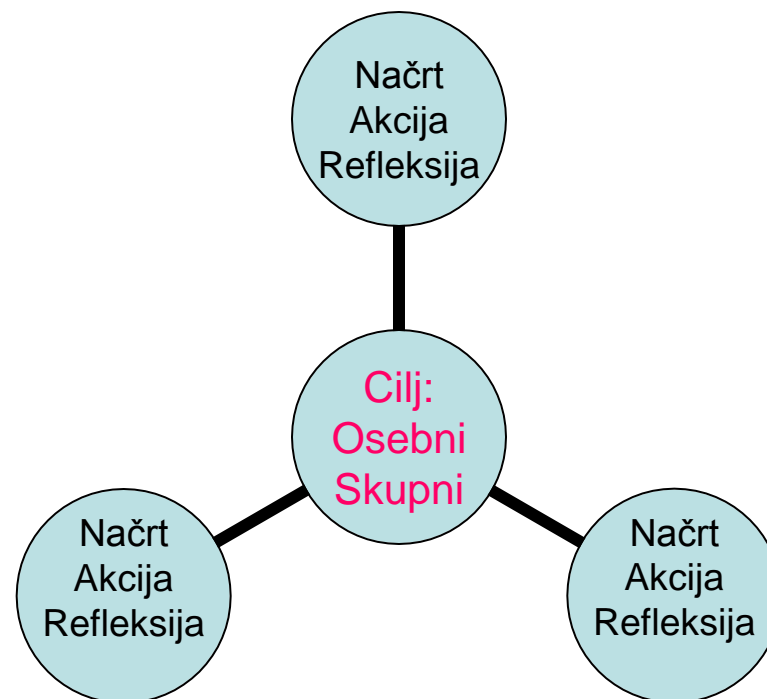 Načrt
Akcija
Refleksija
Cilj:
Osebni
Skupni
Načrt
Akcija
Refleksija
Načrt
Akcija
Refleksija